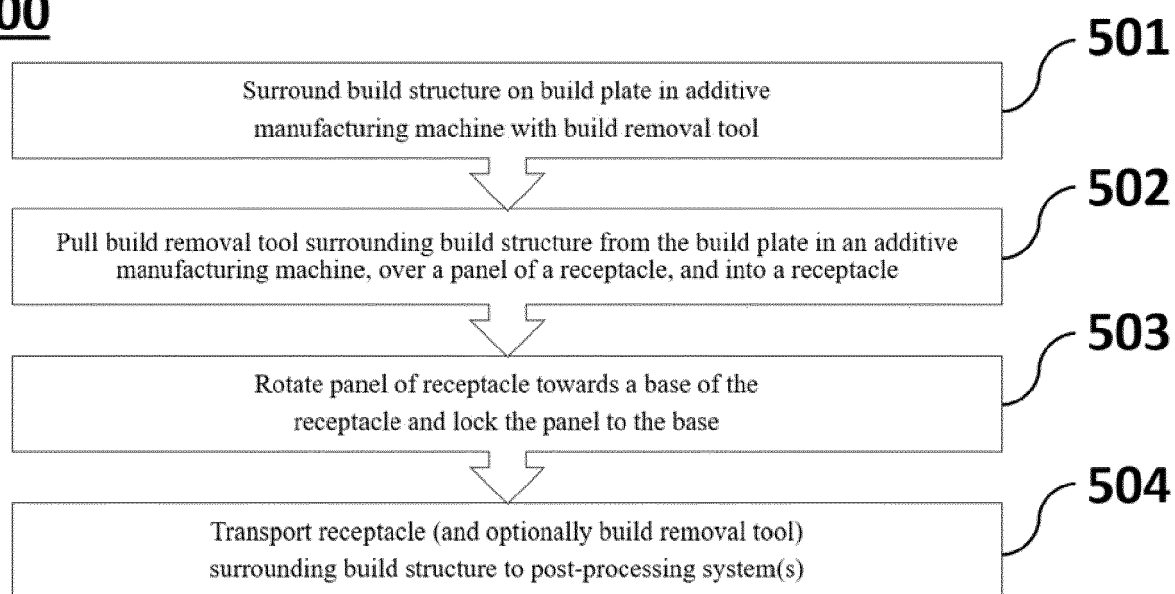 00
501
Surround build structure on build plate in additive
manufacturing machine with build removal tool
502
Pull build removal tool surrounding build structure from the build plate in an additive
manufacturing machine, over a panel of a receptacle, and into a receptacle
503
Rotate panel of receptacle towards a base of the
receptacle and lock the panel to the base
504
Transport receptacle (and optionally build removal tool)
surrounding build structure to post-processing system(s)